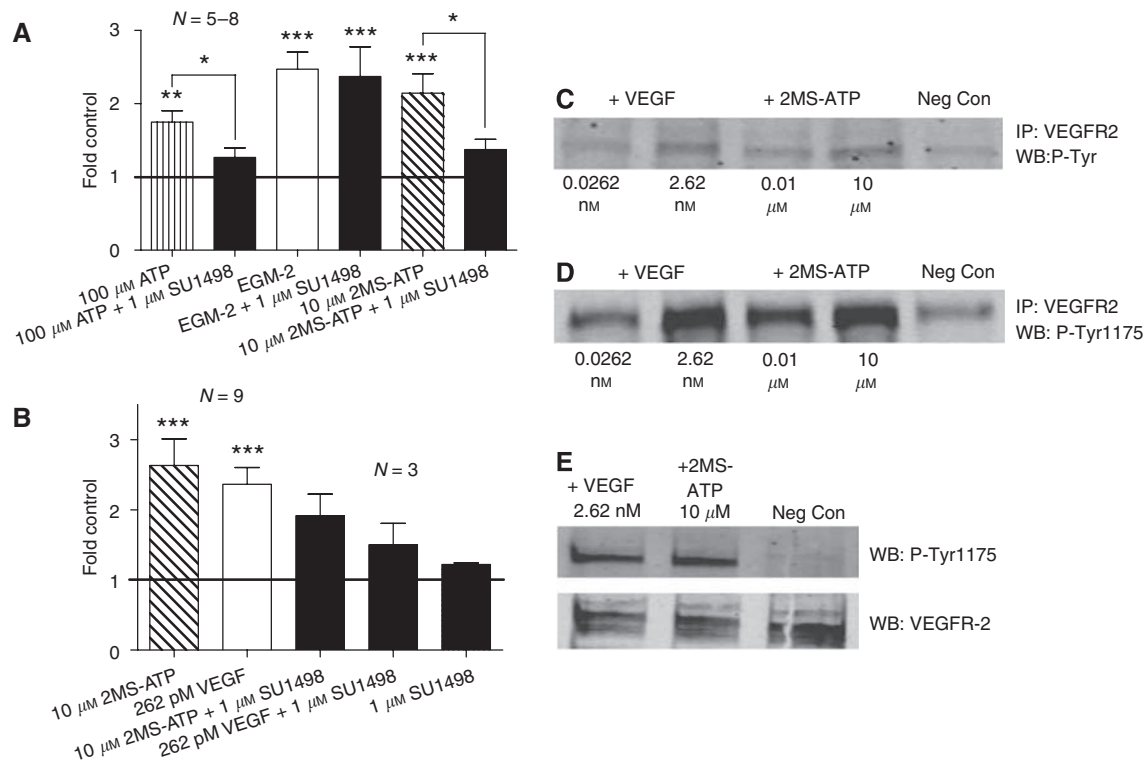 A
N = 5–8
Fold control
3
2
1
0
**
*
***
***
***
*
100 μM ATP
100 μM ATP + 1 μM SU1498
EGM-2
EGM-2 + 1 μM SU1498
10 μM 2MS-ATP
10 μM 2MS-ATP + 1 μM SU1498
B
N = 9
N = 3
Fold control
3
2
1
0
***
***
10 μM 2MS-ATP
262 pM VEGF
10 μM 2MS-ATP + 1 μM SU1498
262 pM VEGF + 1 μM SU1498
1 μM SU1498
C
+ VEGF
+ 2MS-ATP
Neg Con
IP: VEGFR2
WB:P-Tyr
0.0262 2.62 0.01 10
nM nM μM μM
D
+ VEGF
+ 2MS-ATP
Neg Con
IP: VEGFR2
WB: P-Tyr1175
0.0262 2.62 0.01 10
nM nM μM μM
E
+ VEGF
2.62 nM
+2MS-
ATP
10 μM
Neg Con
WB: P-Tyr1175
WB: VEGFR-2